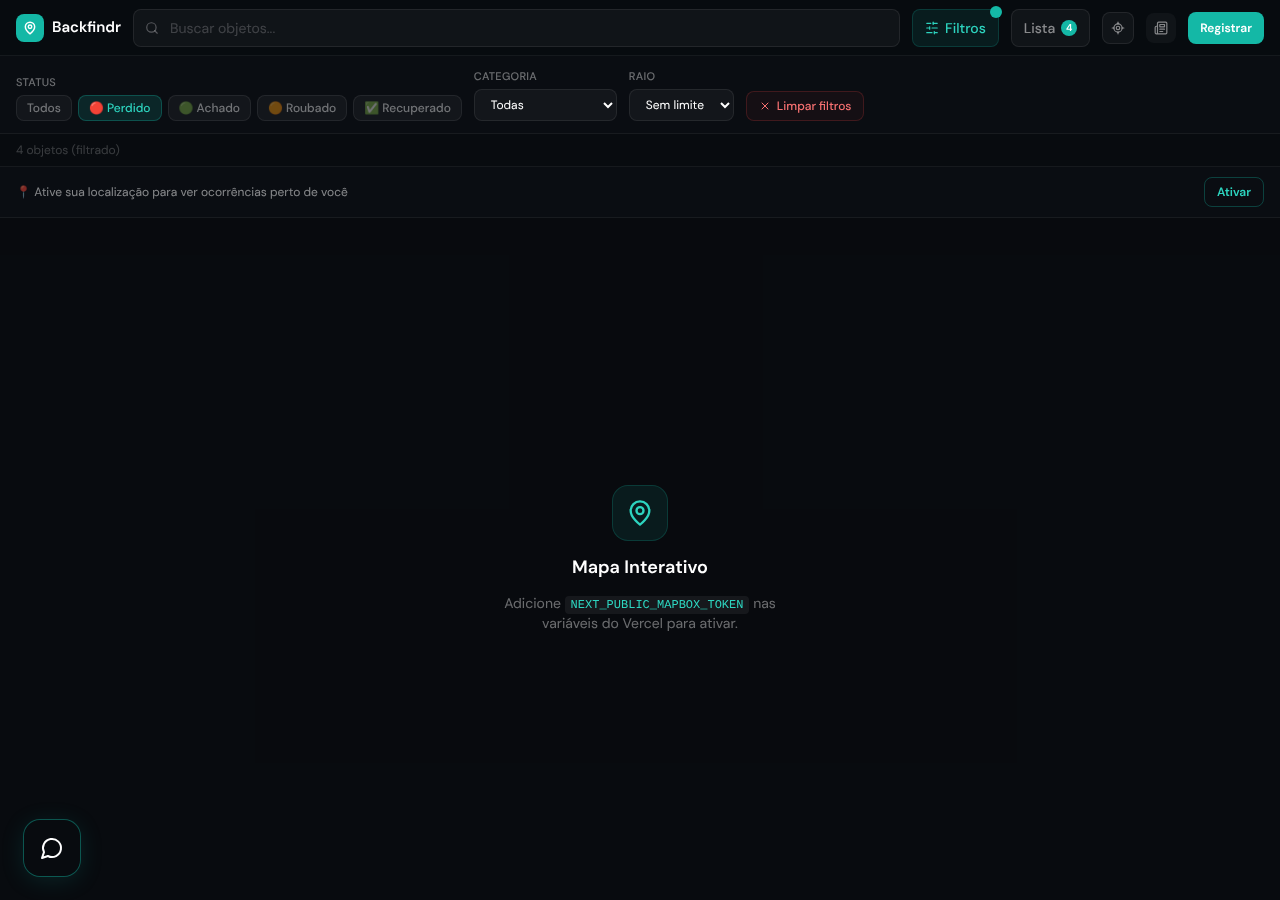 Backfindr
Buscar objetos...
Filtros
Lista 4
Registrar
STATUS
Todos
Perdido
Achado
Roubado
Recuperado
CATEGORIA
Todas
RAIO
Sem limite
Limpar filtros
4 objetos (filtrado)
Ative sua localização para ver ocorrências perto de você
Ativar
Mapa Interativo
Adicione NEXT_PUBLIC_MAPBOX_TOKEN nas
variáveis do Vercel para ativar.